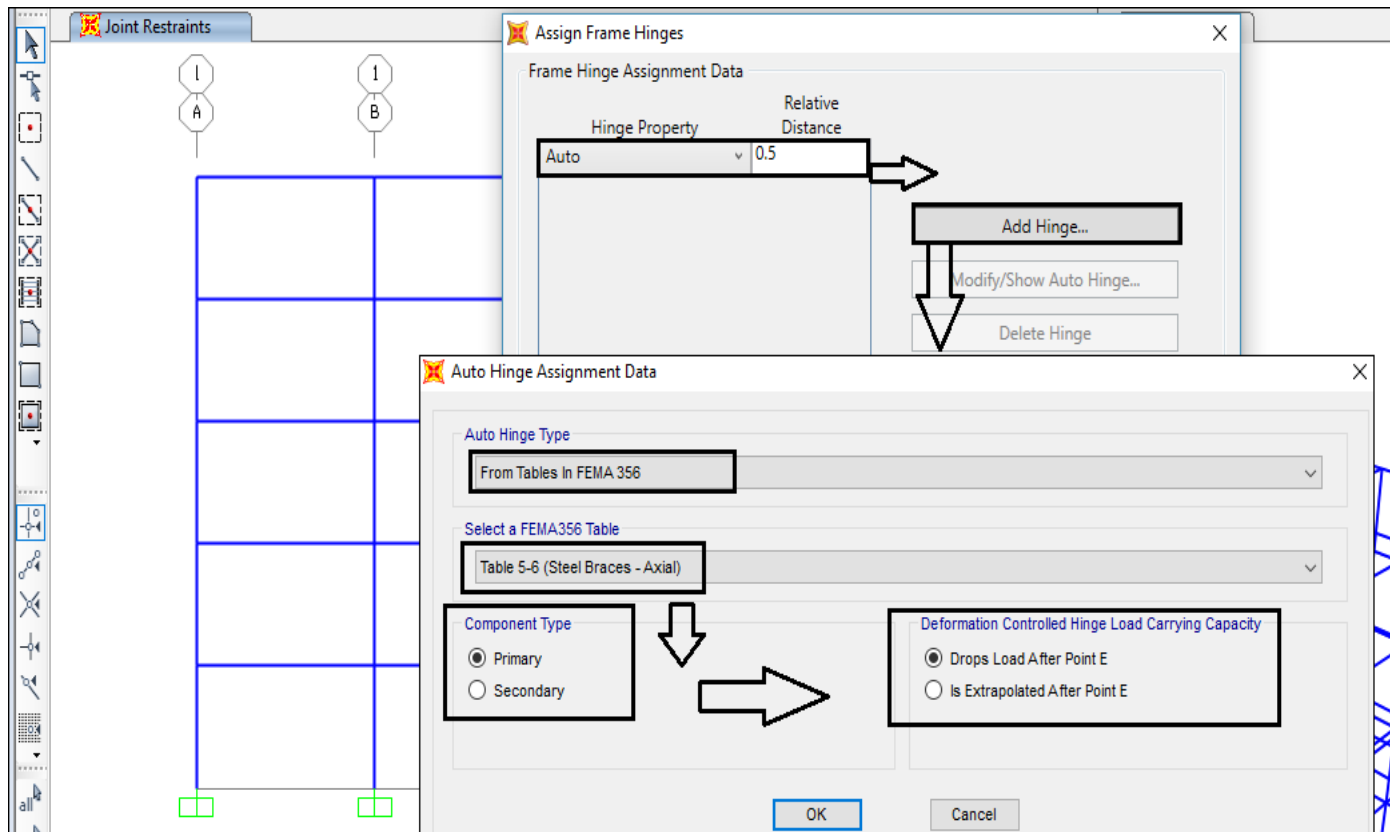 Joint Restraints
Assign Frame Hinges
Frame Hinge Assignment Data
Relative
Hinge Property Distance
Auto 0.5
Add Hinge...
Modify/Show Auto Hinge...
Delete Hinge
1
B
A
Auto Hinge Assignment Data
Auto Hinge Type
From Tables In FEMA 356
Select a FEMA356 Table
Table 5-6 (Steel Braces - Axial)
Component Type
Primary
Secondary
Deformation Controlled Hinge Load Carrying Capacity
Drops Load After Point E
Is Extrapolated After Point E
OK
Cancel
all